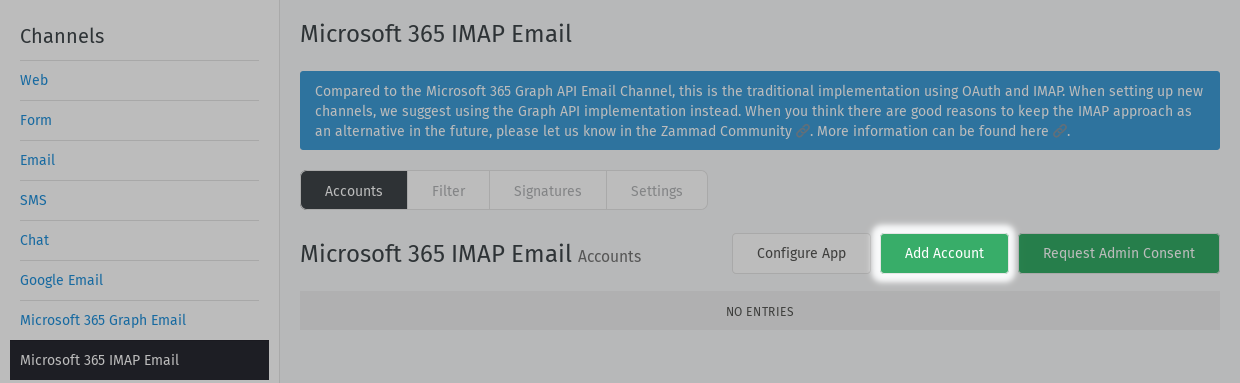 Channels
Web
Form
Email
SMS
Chat
Google Email
Microsoft 365 Graph Email
Microsoft 365 IMAP Email
Microsoft 365 IMAP Email
Compared to the Microsoft 365 Graph API Email Channel, this is the traditional implementation using OAuth and IMAP. When setting up new
channels, we suggest using the Graph API implementation instead. When you think there are good reasons to keep the IMAP approach as
an alternative in the future, please let us know in the Zammad Community 🔗. More information can be found here 🔗.
Accounts Filter Signatures Settings
Microsoft 365 IMAP Email Accounts Configure App Add Account Request Admin Consent
NO ENTRIES